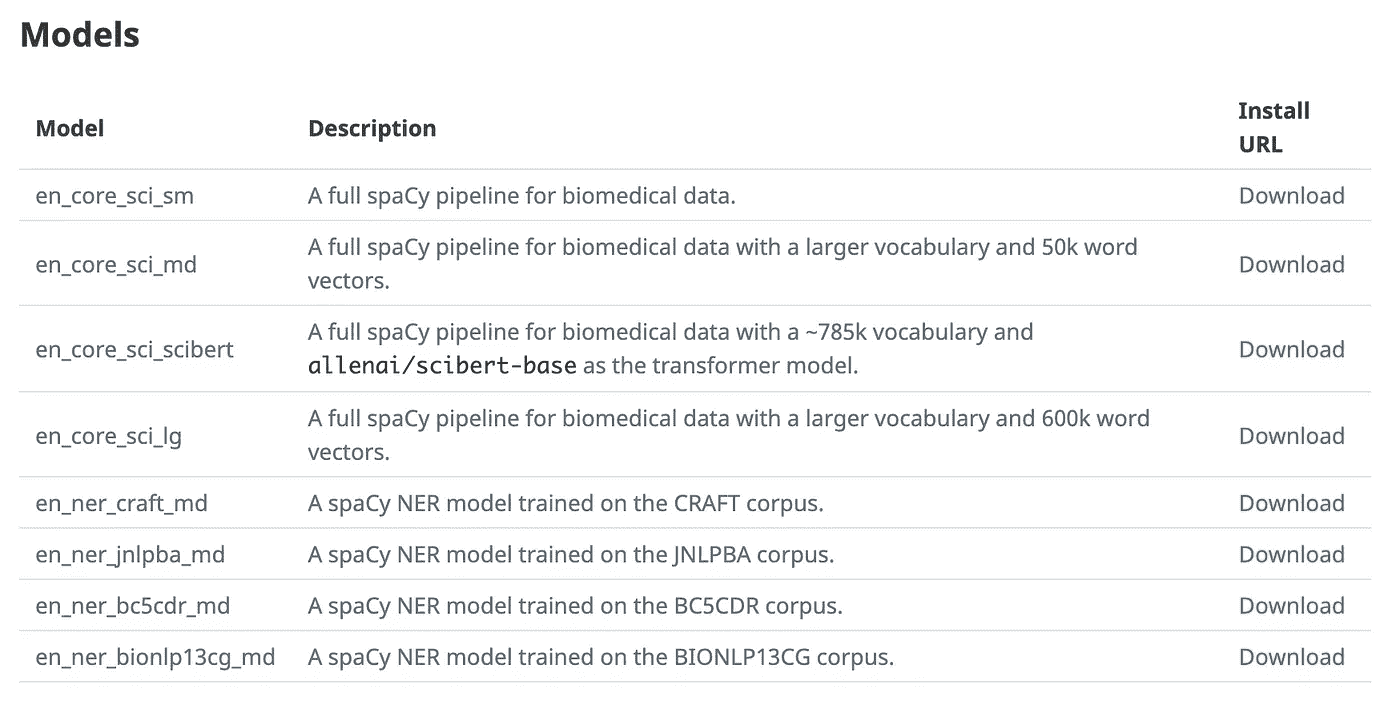 Models
Model Description Install
URL
en_core_sci_sm A full spaCy pipeline for biomedical data. Download
en_core_sci_md A full spaCy pipeline for biomedical data with a larger vocabulary and 50k word Download
vectors.
en_core_sci_scibert A full spaCy pipeline for biomedical data with a ~785k vocabulary and Download
allenai/scibert-base as the transformer model.
en_core_sci_lg A full spaCy pipeline for biomedical data with a larger vocabulary and 600k word Download
vectors.
en_ner_craft_md A spaCy NER model trained on the CRAFT corpus. Download
en_ner_jnlpba_md A spaCy NER model trained on the JNLPBA corpus. Download
en_ner_bc5cdr_md A spaCy NER model trained on the BC5CDR corpus. Download
en_ner_bionlp13cg_md A spaCy NER model trained on the BIONLP13CG corpus. Download